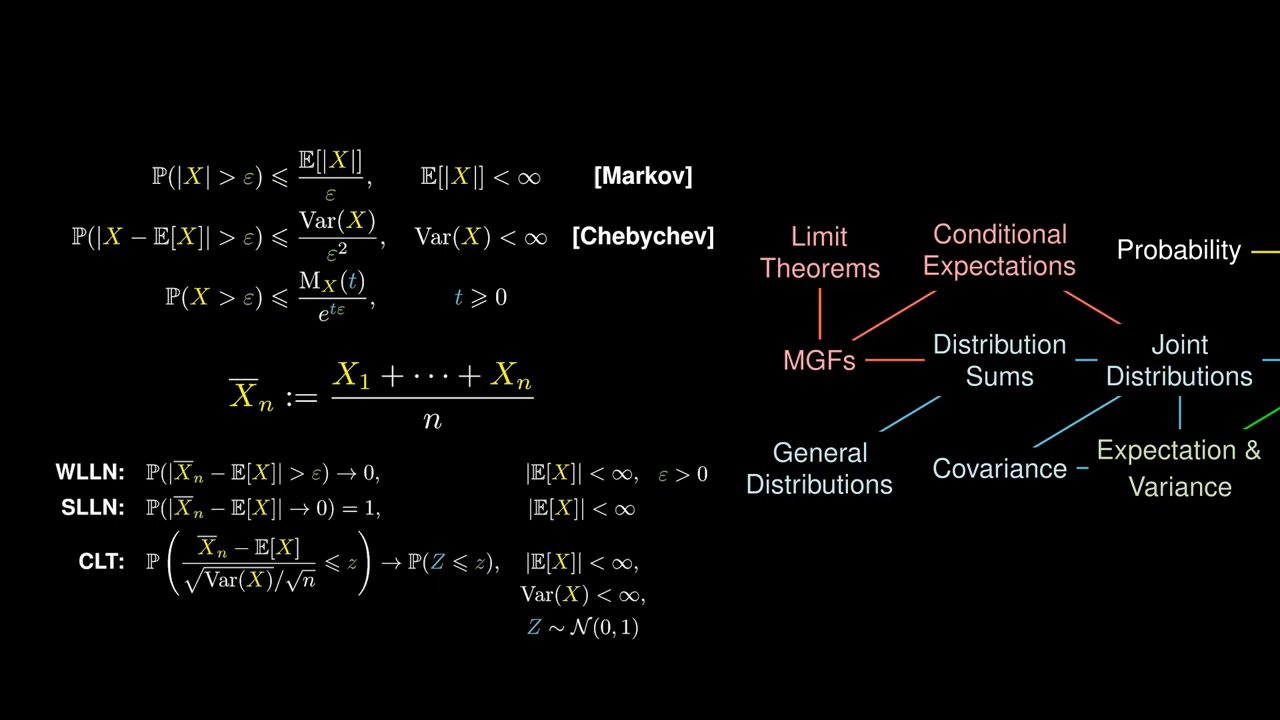 ℙ(|X| > ε) ⩽ 𝔼[|X|]/ε, 𝔼[|X|] < ∞ [Markov]
ℙ(|X − 𝔼[X]| > ε) ⩽ Var(X)/ε², Var(X) < ∞ [Chebychev]
ℙ(X > ε) ⩽ M_X(t)/e^{tε}, t ⩾ 0
X̅_n := (X_1 + ⋯ + X_n)/n
WLLN: ℙ(|X̅_n − 𝔼[X]| > ε) → 0, |𝔼[X]| < ∞, ε > 0
SLLN: ℙ(|X̅_n − 𝔼[X]| → 0) = 1, |𝔼[X]| < ∞
CLT: ℙ((X̅_n − 𝔼[X])/(√Var(X)/√n) ⩽ z) → ℙ(Z ⩽ z), |𝔼[X]| < ∞,
Var(X) < ∞,
Z ∼ 𝒩(0, 1)
Limit
Theorems
Conditional
Expectations
Probability
MGFs
Distribution
Sums
Joint
Distributions
General
Distributions
Covariance
Expectation &
Variance